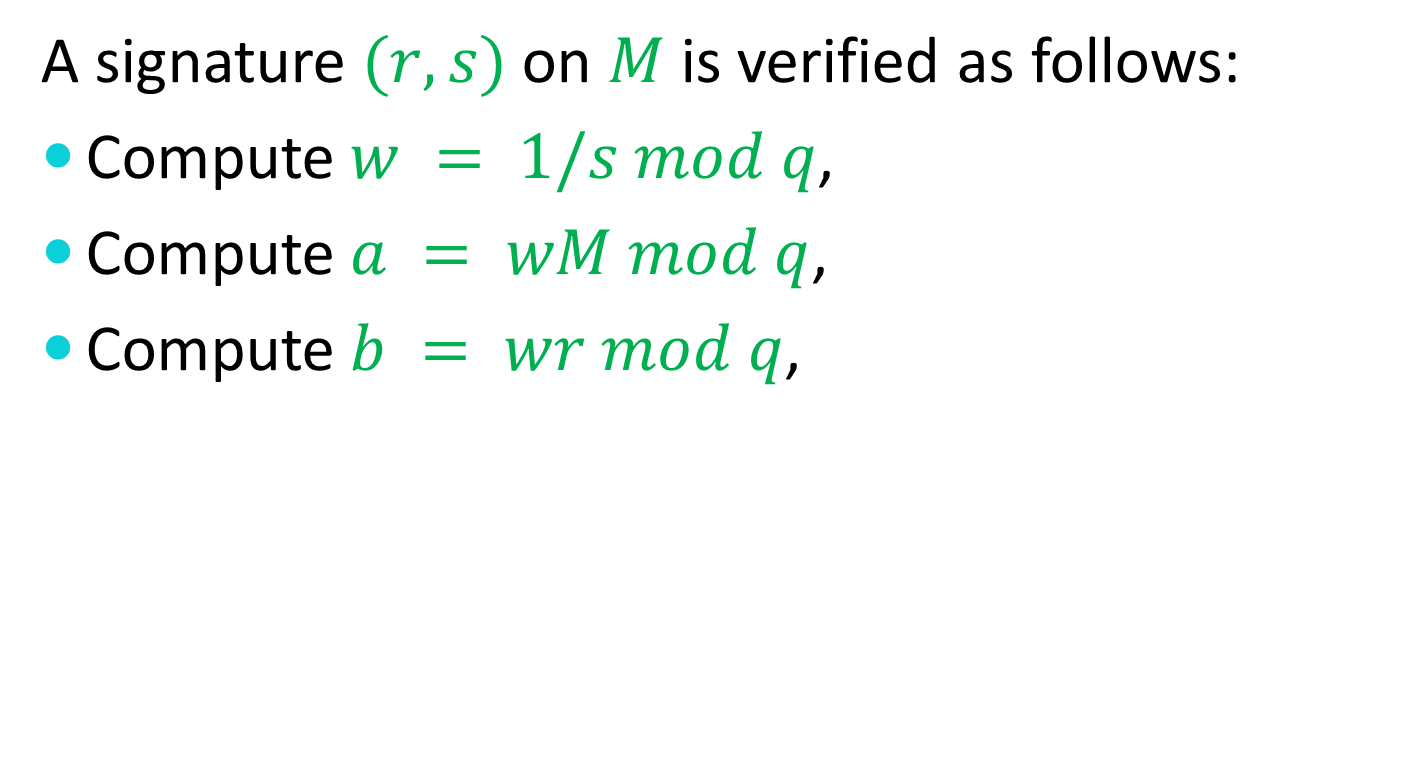 A signature (r, s) on M is verified as follows:
• Compute w = 1/s mod q,
• Compute a = wM mod q,
• Compute b = wr mod q,